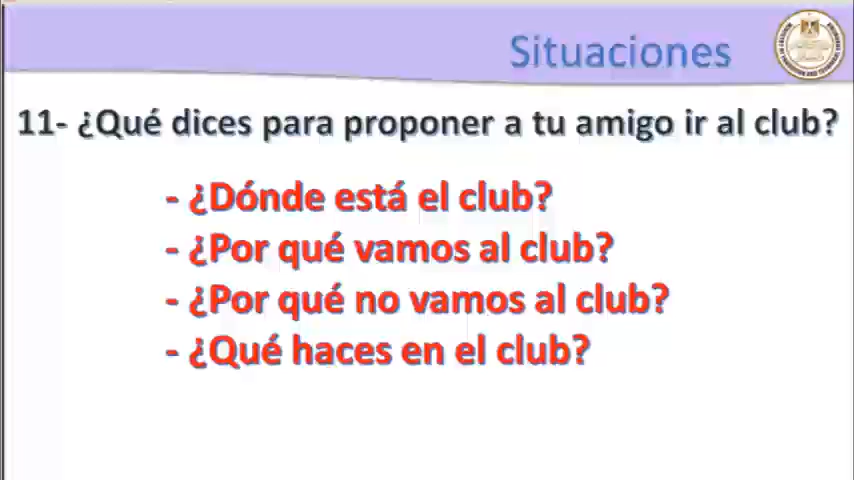 Situaciones
11- ¿Qué dices para proponer a tu amigo ir al club?
- ¿Dónde está el club?
- ¿Por qué vamos al club?
- ¿Por qué no vamos al club?
- ¿Qué haces en el club?